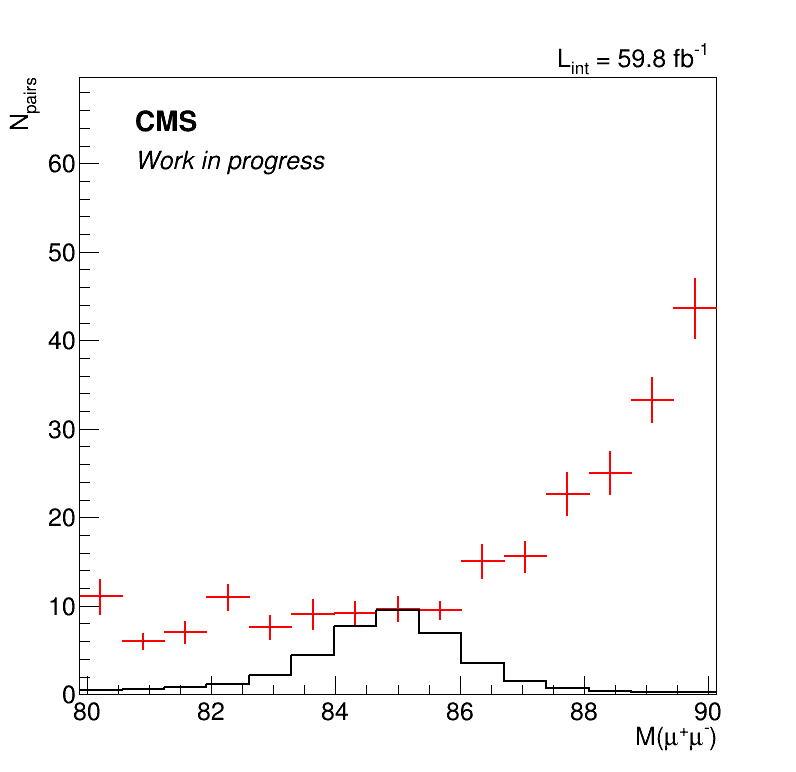 L_int = 59.8 fb⁻¹
N_pairs
CMS
Work in progress
60
50
40
30
20
10
0
80 82 84 86 88 90
M(μ⁺μ⁻)